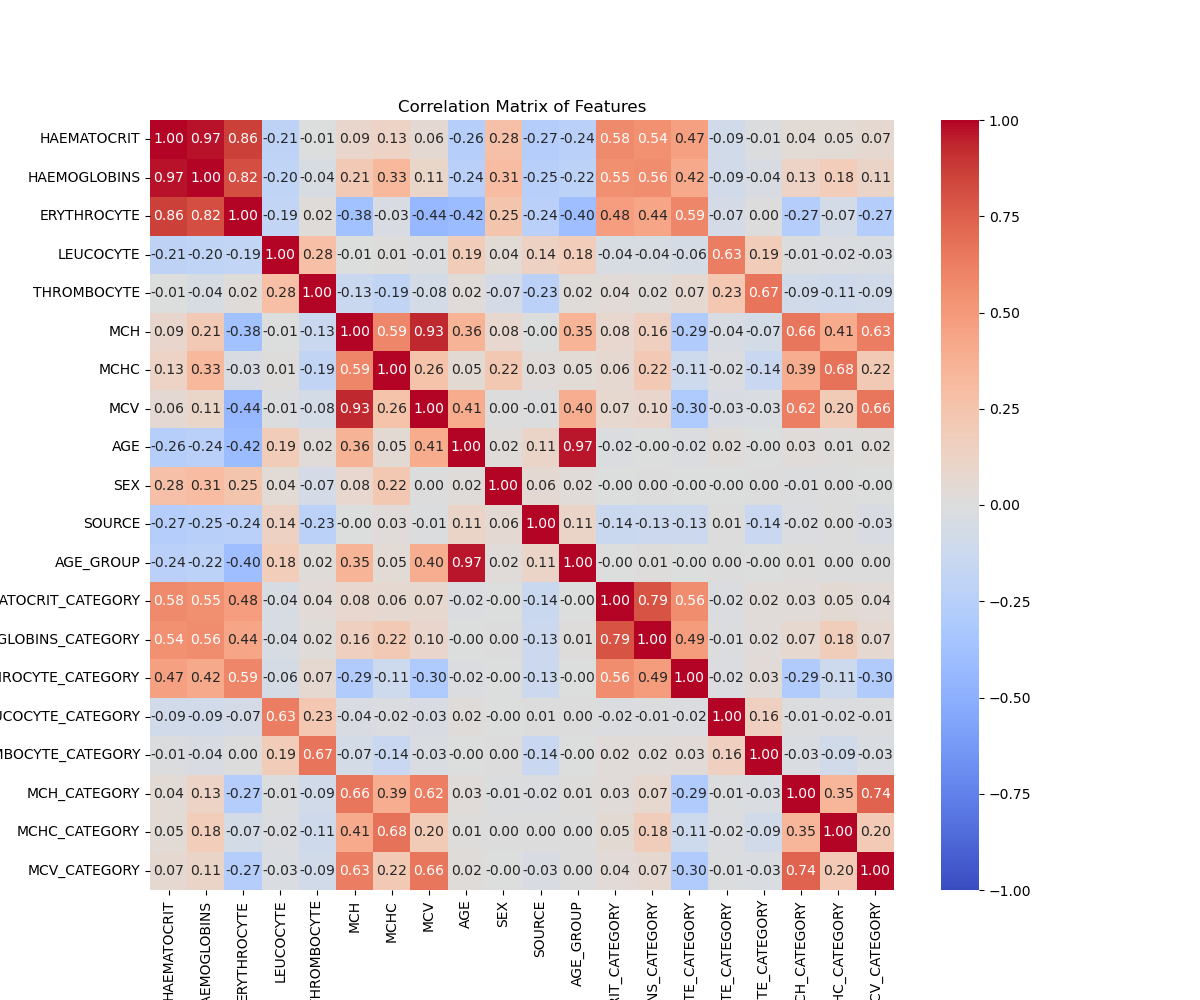 Correlation Matrix of Features
HAEMATOCRIT 1.00 0.97 0.86 -0.21 -0.01 0.09 0.13 0.06 -0.26 0.28 -0.27 -0.24 0.58 0.54 0.47 -0.09 -0.01 0.04 0.05 0.07
HAEMOGLOBINS 0.97 1.00 0.82 -0.20 -0.04 0.21 0.33 0.11 -0.24 0.31 -0.25 -0.22 0.55 0.56 0.42 -0.09 -0.04 0.13 0.18 0.11
ERYTHROCYTE 0.86 0.82 1.00 -0.19 0.02 -0.38 -0.03 -0.44 -0.42 0.25 -0.24 -0.40 0.48 0.44 0.59 -0.07 0.00 -0.27 -0.07 -0.27
LEUCOCYTE -0.21 -0.20 -0.19 1.00 0.28 -0.01 0.01 -0.01 0.19 0.04 0.14 0.18 -0.04 -0.04 -0.06 0.63 0.19 -0.01 -0.02 -0.03
THROMBOCYTE -0.01 -0.04 0.02 0.28 1.00 -0.13 -0.19 -0.08 0.02 -0.07 -0.23 0.02 0.04 0.02 0.07 0.23 0.67 -0.09 -0.11 -0.09
MCH 0.09 0.21 -0.38 -0.01 -0.13 1.00 0.59 0.93 0.36 0.08 -0.00 0.35 0.08 0.16 -0.29 -0.04 -0.07 0.66 0.41 0.63
MCHC 0.13 0.33 -0.03 0.01 -0.19 0.59 1.00 0.26 0.05 0.22 0.03 0.05 0.06 0.22 -0.11 -0.02 -0.14 0.39 0.68 0.22
MCV 0.06 0.11 -0.44 -0.01 -0.08 0.93 0.26 1.00 0.41 0.00 -0.01 0.40 0.07 0.10 -0.30 -0.03 -0.03 0.62 0.20 0.66
AGE -0.26 -0.24 -0.42 0.19 0.02 0.36 0.05 0.41 1.00 0.02 0.11 0.97 -0.02 -0.00 -0.02 0.02 -0.00 0.03 0.01 0.02
SEX 0.28 0.31 0.25 0.04 -0.07 0.08 0.22 0.00 0.02 1.00 0.06 0.02 -0.00 0.00 -0.00 -0.00 0.00 -0.01 0.00 -0.00
SOURCE -0.27 -0.25 -0.24 0.14 -0.23 -0.00 0.03 -0.01 0.11 0.06 1.00 0.11 -0.14 -0.13 -0.13 0.01 -0.14 -0.02 0.00 -0.03
AGE_GROUP -0.24 -0.22 -0.40 0.18 0.02 0.35 0.05 0.40 0.97 0.02 0.11 1.00 -0.00 0.01 -0.00 0.00 -0.00 0.01 0.00 0.00
ATOCRIT_CATEGORY 0.58 0.55 0.48 -0.04 0.04 0.08 0.06 0.07 -0.02 -0.00 -0.14 -0.00 1.00 0.79 0.56 -0.02 0.02 0.03 0.05 0.04
GLOBINS_CATEGORY 0.54 0.56 0.44 -0.04 0.02 0.16 0.22 0.10 -0.00 0.00 -0.13 0.01 0.79 1.00 0.49 -0.01 0.02 0.07 0.18 0.07
ROCYTE_CATEGORY 0.47 0.42 0.59 -0.06 0.07 -0.29 -0.11 -0.30 -0.02 -0.00 -0.13 -0.00 0.56 0.49 1.00 -0.02 0.03 -0.29 -0.11 -0.30
UCOCYTE_CATEGORY -0.09 -0.09 -0.07 0.63 0.23 -0.04 -0.02 -0.03 0.02 -0.00 0.01 0.00 -0.02 -0.01 -0.02 1.00 0.16 -0.01 -0.02 -0.01
MBOCYTE_CATEGORY -0.01 -0.04 0.00 0.19 0.67 -0.07 -0.14 -0.03 -0.00 0.00 -0.14 -0.00 0.02 0.02 0.03 0.16 1.00 -0.03 -0.09 -0.03
MCH_CATEGORY 0.04 0.13 -0.27 -0.01 -0.09 0.66 0.39 0.62 0.03 -0.01 -0.02 0.01 0.03 0.07 -0.29 -0.01 -0.03 1.00 0.35 0.74
MCHC_CATEGORY 0.05 0.18 -0.07 -0.02 -0.11 0.41 0.68 0.20 0.01 0.00 0.00 0.00 0.05 0.18 -0.11 -0.02 -0.09 0.35 1.00 0.20
MCV_CATEGORY 0.07 0.11 -0.27 -0.03 -0.09 0.63 0.22 0.66 0.02 -0.00 -0.03 0.00 0.04 0.07 -0.30 -0.01 -0.03 0.74 0.20 1.00
HAEMATOCRIT
AEMOGLOBINS
ERYTHROCYTE
LEUCOCYTE
THROMBOCYTE
MCH
MCHC
MCV
AGE
SEX
SOURCE
AGE_GROUP
RIT_CATEGORY
NS_CATEGORY
TE_CATEGORY
TE_CATEGORY
TE_CATEGORY
CH_CATEGORY
HC_CATEGORY
CV_CATEGORY
1.00
0.75
0.50
0.25
0.00
−0.25
−0.50
−0.75
−1.00